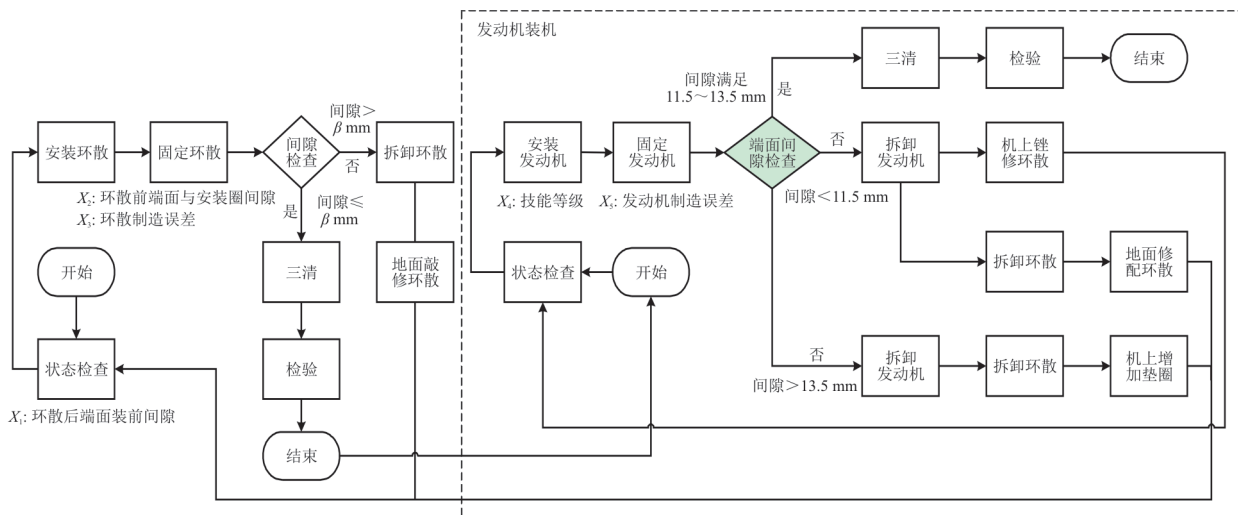 发动机装机
安装环散
固定环散
间隙
检查
间隙＞
β mm
否
拆卸环散
X₂: 环散前端面与安装圈间隙
X₃: 环散制造误差
是
间隙≤
β mm
三清
地面敲
修环散
开始
状态检查
X₁: 环散后端面装前间隙
检验
结束
安装
发动机
固定
发动机
端面间
隙检查
X₄: 技能等级
X₅: 发动机制造误差
状态检查
开始
间隙满足
11.5～13.5 mm
是
三清
检验
结束
否
间隙＜11.5 mm
拆卸
发动机
机上锉
修环散
拆卸环散
地面修
配环散
否
间隙＞13.5 mm
拆卸
发动机
拆卸环散
机上增
加垫圈